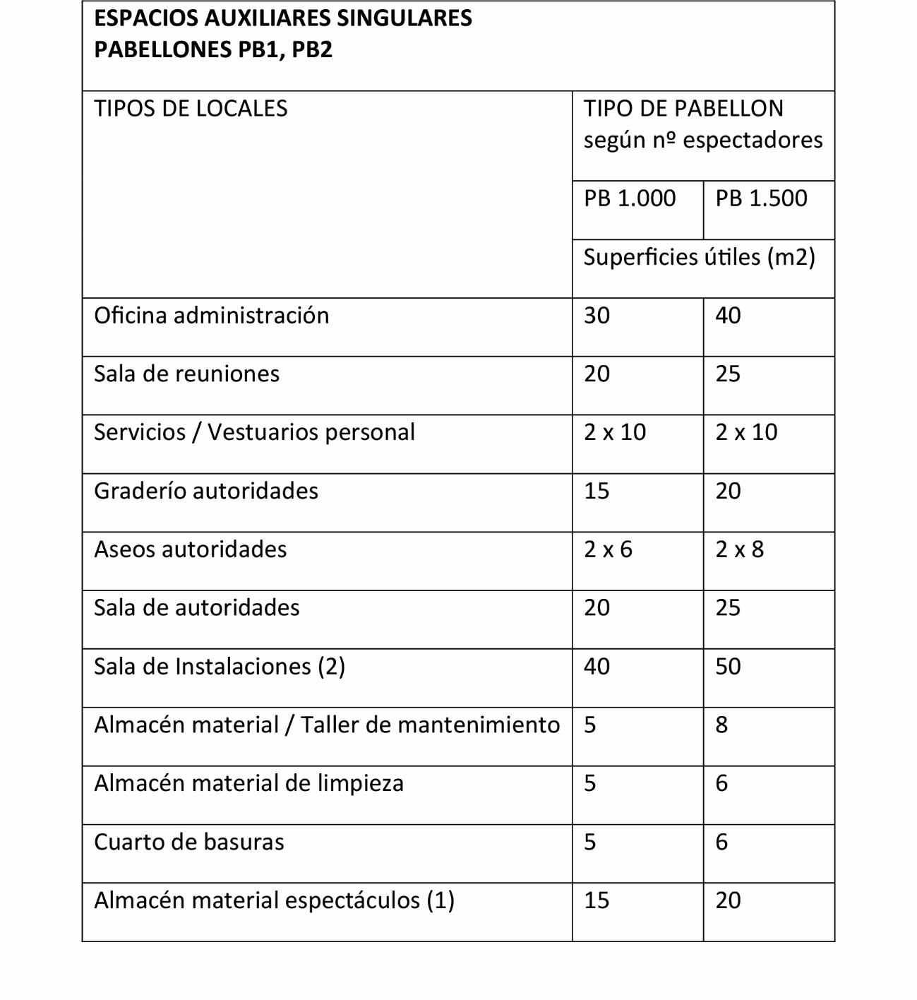 ESPACIOS AUXILIARES SINGULARES
PABELLONES PB1, PB2
TIPOS DE LOCALES
TIPO DE PABELLON
según nº espectadores
PB 1.000 PB 1.500
Superficies útiles (m2)
Oficina administración 30 40
Sala de reuniones 20 25
Servicios / Vestuarios personal 2 x 10 2 x 10
Graderío autoridades 15 20
Aseos autoridades 2 x 6 2 x 8
Sala de autoridades 20 25
Sala de Instalaciones (2) 40 50
Almacén material / Taller de mantenimiento 5 8
Almacén material de limpieza 5 6
Cuarto de basuras 5 6
Almacén material espectáculos (1) 15 20